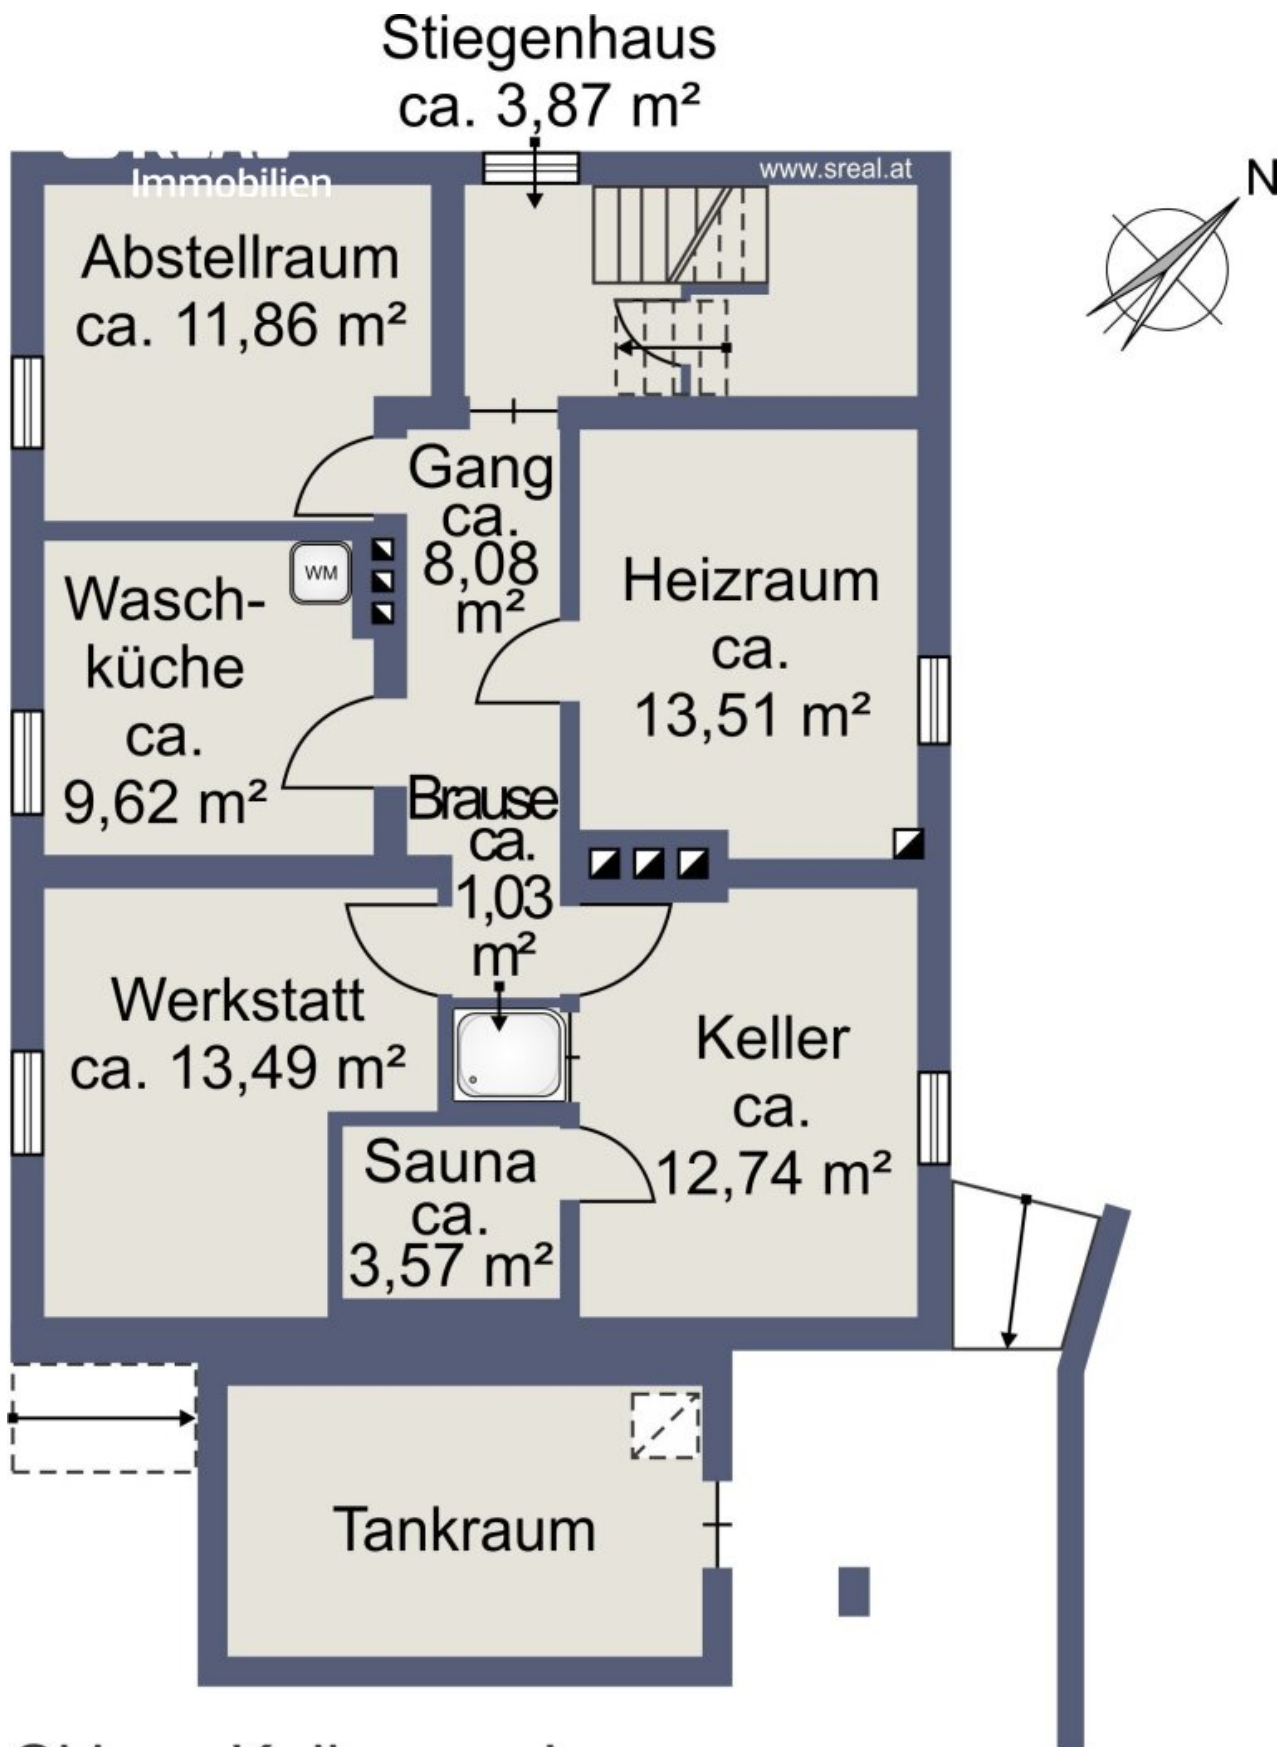 Stiegenhaus
ca. 3,87 m²
Immobilien
www.sreal.at
N
Abstellraum
ca. 11,86 m²
Gang
ca.
8,08
m²
Wasch-
küche
ca.
9,62 m²
WM
Heizraum
ca.
13,51 m²
Brause
ca.
1,03
m²
Werkstatt
ca. 13,49 m²
Keller
ca.
12,74 m²
Sauna
ca.
3,57 m²
Tankraum